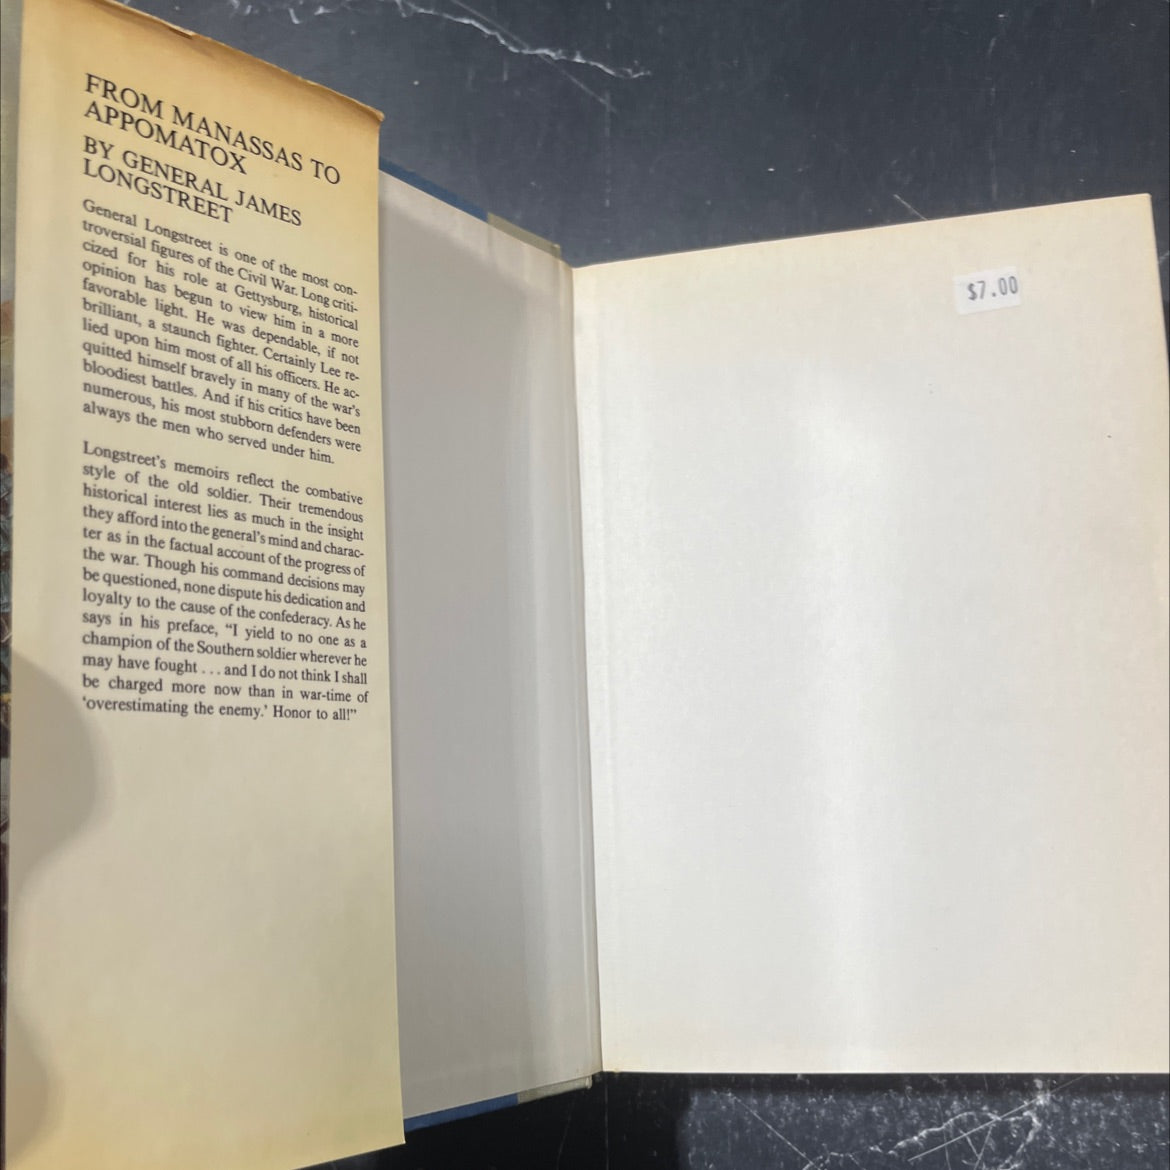 FROM MANASSAS TO
APPOMATOX
BY GENERAL JAMES
LONGSTREET
General Longstreet is one of the most con-
troversial figures of the Civil War. Long criti-
cized for his role at Gettysburg, historical
opinion has begun to view him in a more
favorable light. He was dependable, if not
brilliant, a staunch fighter. Certainly Lee re-
lied upon him most of all his officers. He ac-
quitted himself bravely in many of the war's
bloodiest battles. And if his critics have been
numerous, his most stubborn defenders were
always the men who served under him.
Longstreet's memoirs reflect the combative
style of the old soldier. Their tremendous
historical interest lies as much in the insight
they afford into the general's mind and charac-
ter as in the factual account of the progress of
the war. Though his command decisions may
be questioned, none dispute his dedication and
loyalty to the cause of the confederacy. As he
says in his preface, “I yield to no one as a
champion of the Southern soldier wherever he
may have fought . . . and I do not think I shall
be charged more now than in war-time of
‘overestimating the enemy.’ Honor to all!”
$7.00